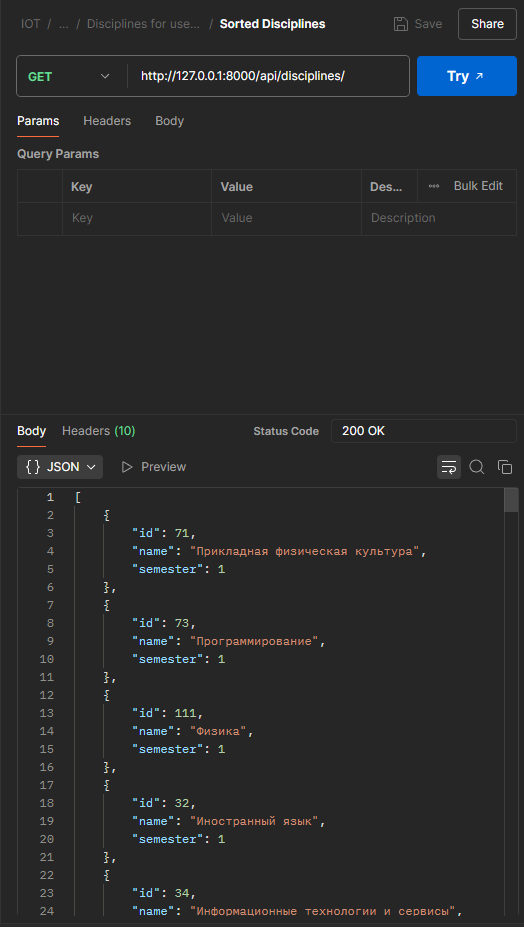 IOT / ... / Disciplines for use... / Sorted Disciplines Save Share
GET http://127.0.0.1:8000/api/disciplines/ Try ↗
Params Headers Body
Query Params
Key Value Des... ••• Bulk Edit
Key Value Description
Body Headers (10) Status Code 200 OK
{} JSON Preview
1 [
2 {
3 "id": 71,
4 "name": "Прикладная физическая культура",
5 "semester": 1
6 },
7 {
8 "id": 73,
9 "name": "Программирование",
10 "semester": 1
11 },
12 {
13 "id": 111,
14 "name": "Физика",
15 "semester": 1
16 },
17 {
18 "id": 32,
19 "name": "Иностранный язык",
20 "semester": 1
21 },
22 {
23 "id": 34,
24 "name": "Информационные технологии и сервисы",